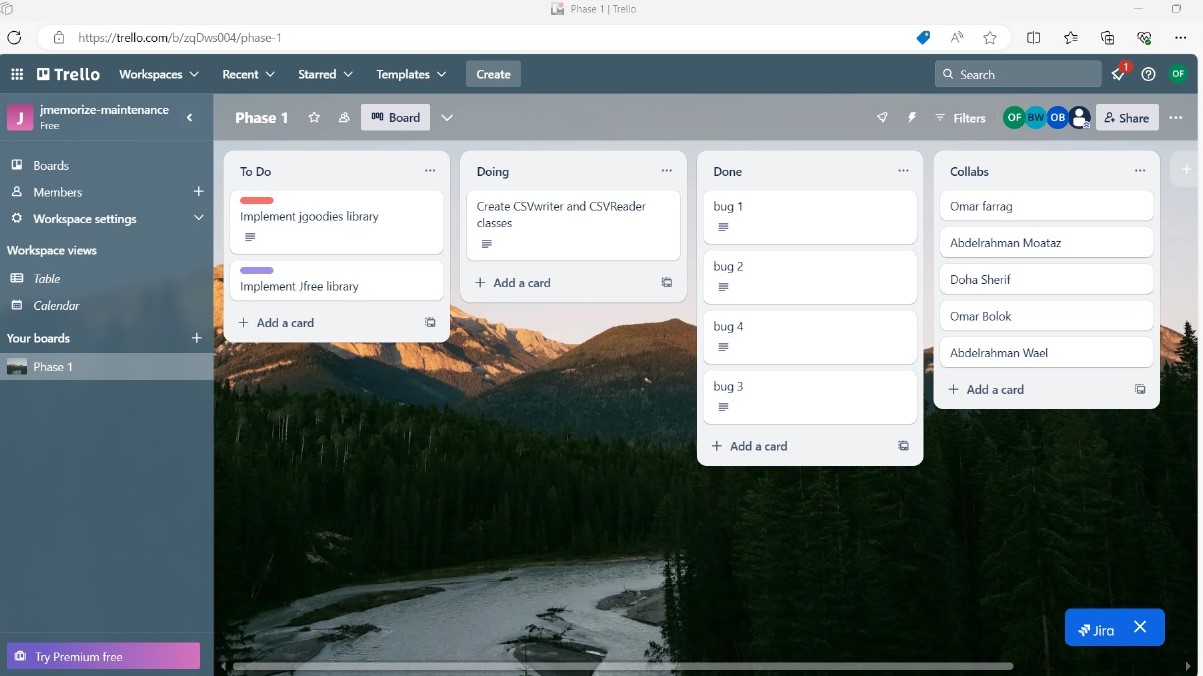 Phase 1 | Trello
https://trello.com/b/zqDws004/phase-1
Trello
Workspaces
Recent
Starred
Templates
Create
Search
1
OF
J
jmemorize-maintenance
Free
Phase 1
Board
Filters
OF
BW
OB
Share
Boards
Members
Workspace settings
Workspace views
Table
Calendar
Your boards
Phase 1
Try Premium free
To Do
Implement jgoodies library
Implement Jfree library
Add a card
Doing
Create CSVwriter and CSVReader
classes
Add a card
Done
bug 1
bug 2
bug 4
bug 3
Add a card
Collabs
Omar farrag
Abdelrahman Moataz
Doha Sherif
Omar Bolok
Abdelrahman Wael
Add a card
Jira